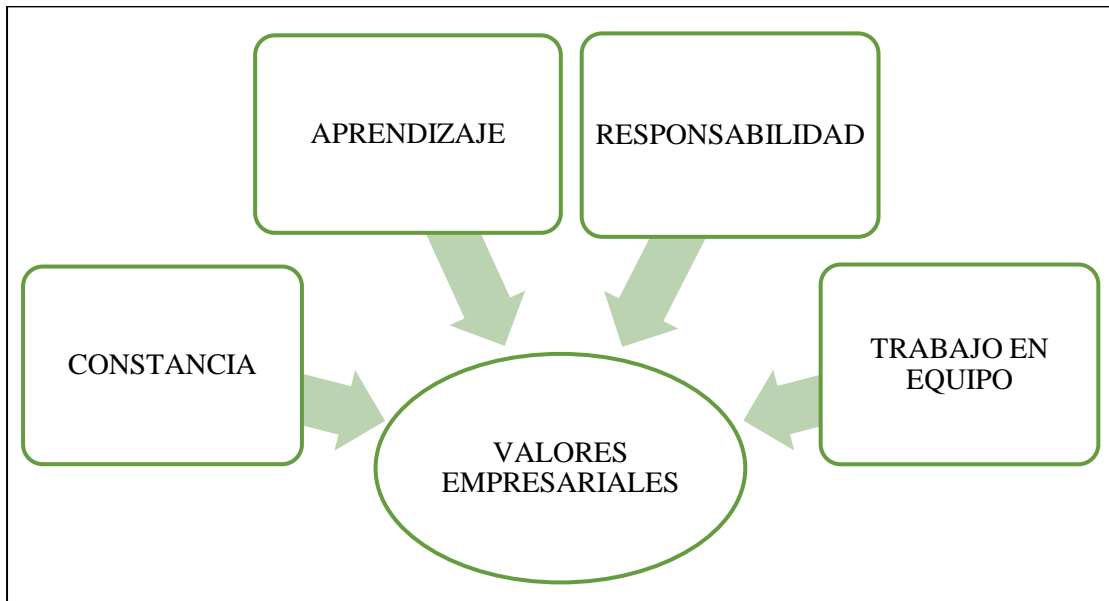 APRENDIZAJE
RESPONSABILIDAD
CONSTANCIA
TRABAJO EN
EQUIPO
VALORES
EMPRESARIALES